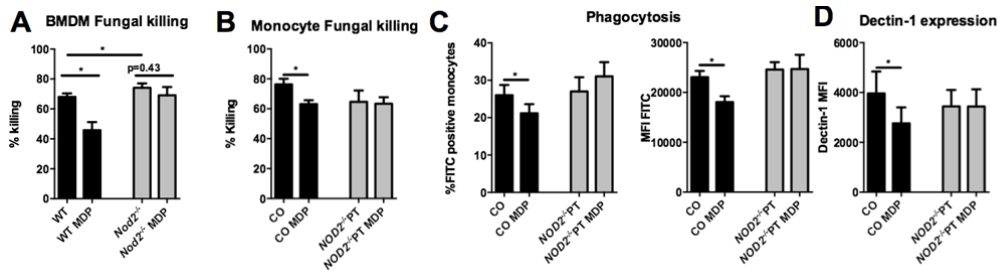 A BMDM Fungal killing
% killing
100
80
60
40
20
0
*
*
p=0.43
WT
WT MDP
Nod2-/-
Nod2-/- MDP
B Monocyte Fungal killing
% Killing
100
80
60
40
20
0
*
CO
CO MDP
NOD2-/-PT
NOD2-/-PT MDP
C Phagocytosis
%FITC positive monocytes
40
30
20
10
0
*
CO
CO MDP
NOD2-/-PT
NOD2-/-PT MDP
MFI FITC
30000
20000
10000
0
*
CO
CO MDP
NOD2-/-PT
NOD2-/-PT MDP
D Dectin-1 expression
Dectin-1 MFI
6000
4000
2000
0
*
CO
CO MDP
NOD2-/-PT
NOD2-/-PT MDP